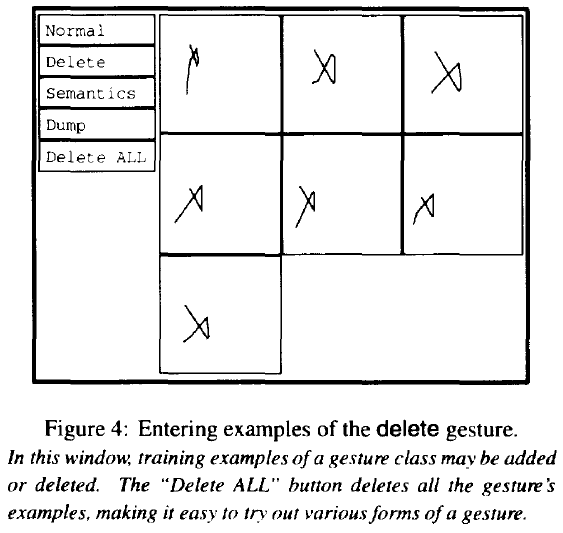 Normal
Delete
Semantics
Dump
Delete ALL
Figure 4: Entering examples of the delete gesture.
In this window, training examples of a gesture class may be added
or deleted. The "Delete ALL" button deletes all the gesture's
examples, making it easy to try out various forms of a gesture.